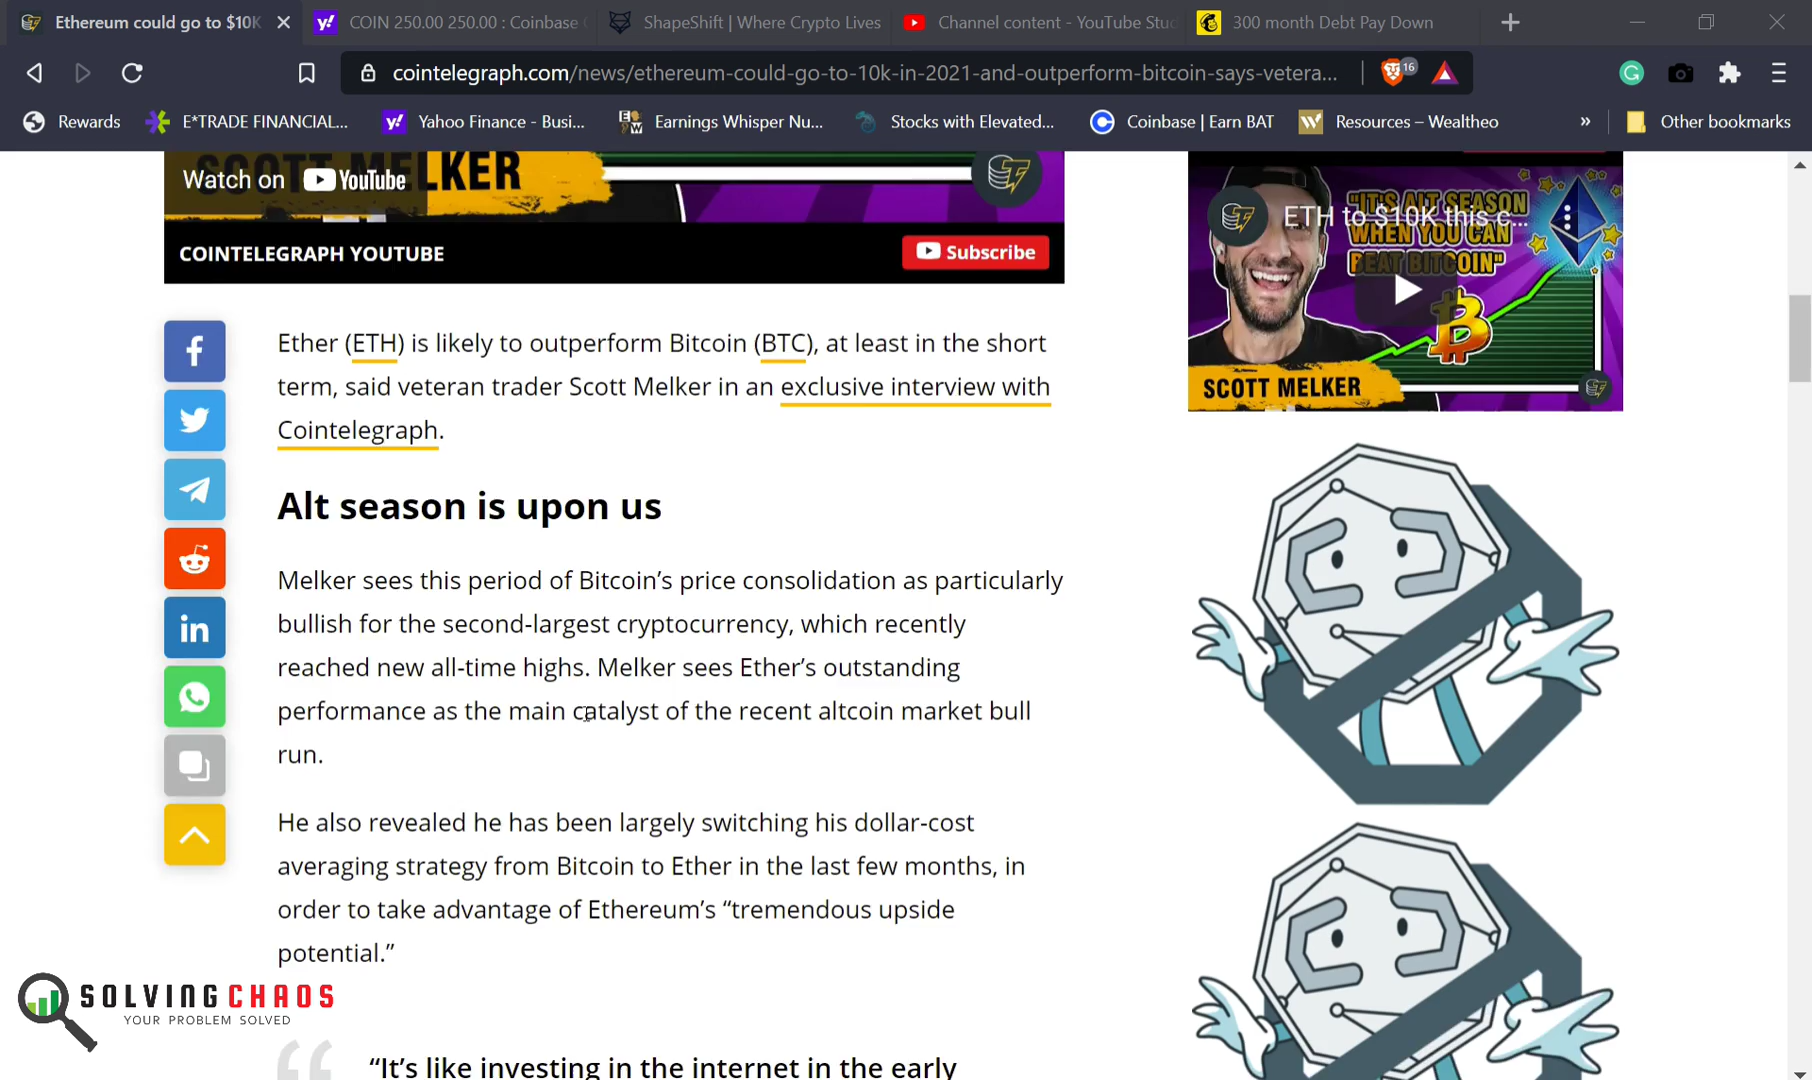 Ethereum could go to $10K
COIN 250.00 250.00 : Coinbase
ShapeShift | Where Crypto Lives
Channel content - YouTube Stu
300 month Debt Pay Down
cointelegraph.com/news/ethereum-could-go-to-10k-in-2021-and-outperform-bitcoin-says-vetera...
16
Rewards
E*TRADE FINANCIAL...
Yahoo Finance - Busi...
Earnings Whisper Nu...
Stocks with Elevated...
Coinbase | Earn BAT
Resources – Wealtheo
»
Other bookmarks
SCOTT MELKER
Watch on YouTube
COINTELEGRAPH YOUTUBE
Subscribe
"IT'S ALT SEASON
ETH to $10K this c...
WHEN YOU CAN
BEAT BITCOIN"
SCOTT MELKER
Ether (ETH) is likely to outperform Bitcoin (BTC), at least in the short
term, said veteran trader Scott Melker in an exclusive interview with
Cointelegraph.
Alt season is upon us
Melker sees this period of Bitcoin’s price consolidation as particularly
bullish for the second-largest cryptocurrency, which recently
reached new all-time highs. Melker sees Ether’s outstanding
performance as the main catalyst of the recent altcoin market bull
run.
He also revealed he has been largely switching his dollar-cost
averaging strategy from Bitcoin to Ether in the last few months, in
order to take advantage of Ethereum’s “tremendous upside
potential.”
SOLVING CHAOS
YOUR PROBLEM SOLVED
“It’s like investing in the internet in the early